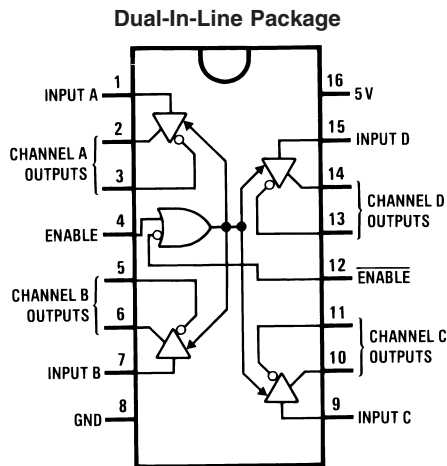 Dual-In-Line Package
1
INPUT A
2
CHANNEL A
OUTPUTS
3
4
ENABLE
5
CHANNEL B
OUTPUTS
6
7
INPUT B
8
GND
16
5V
15
INPUT D
14
CHANNEL D
OUTPUTS
13
12
ENABLE
11
CHANNEL C
OUTPUTS
10
9
INPUT C